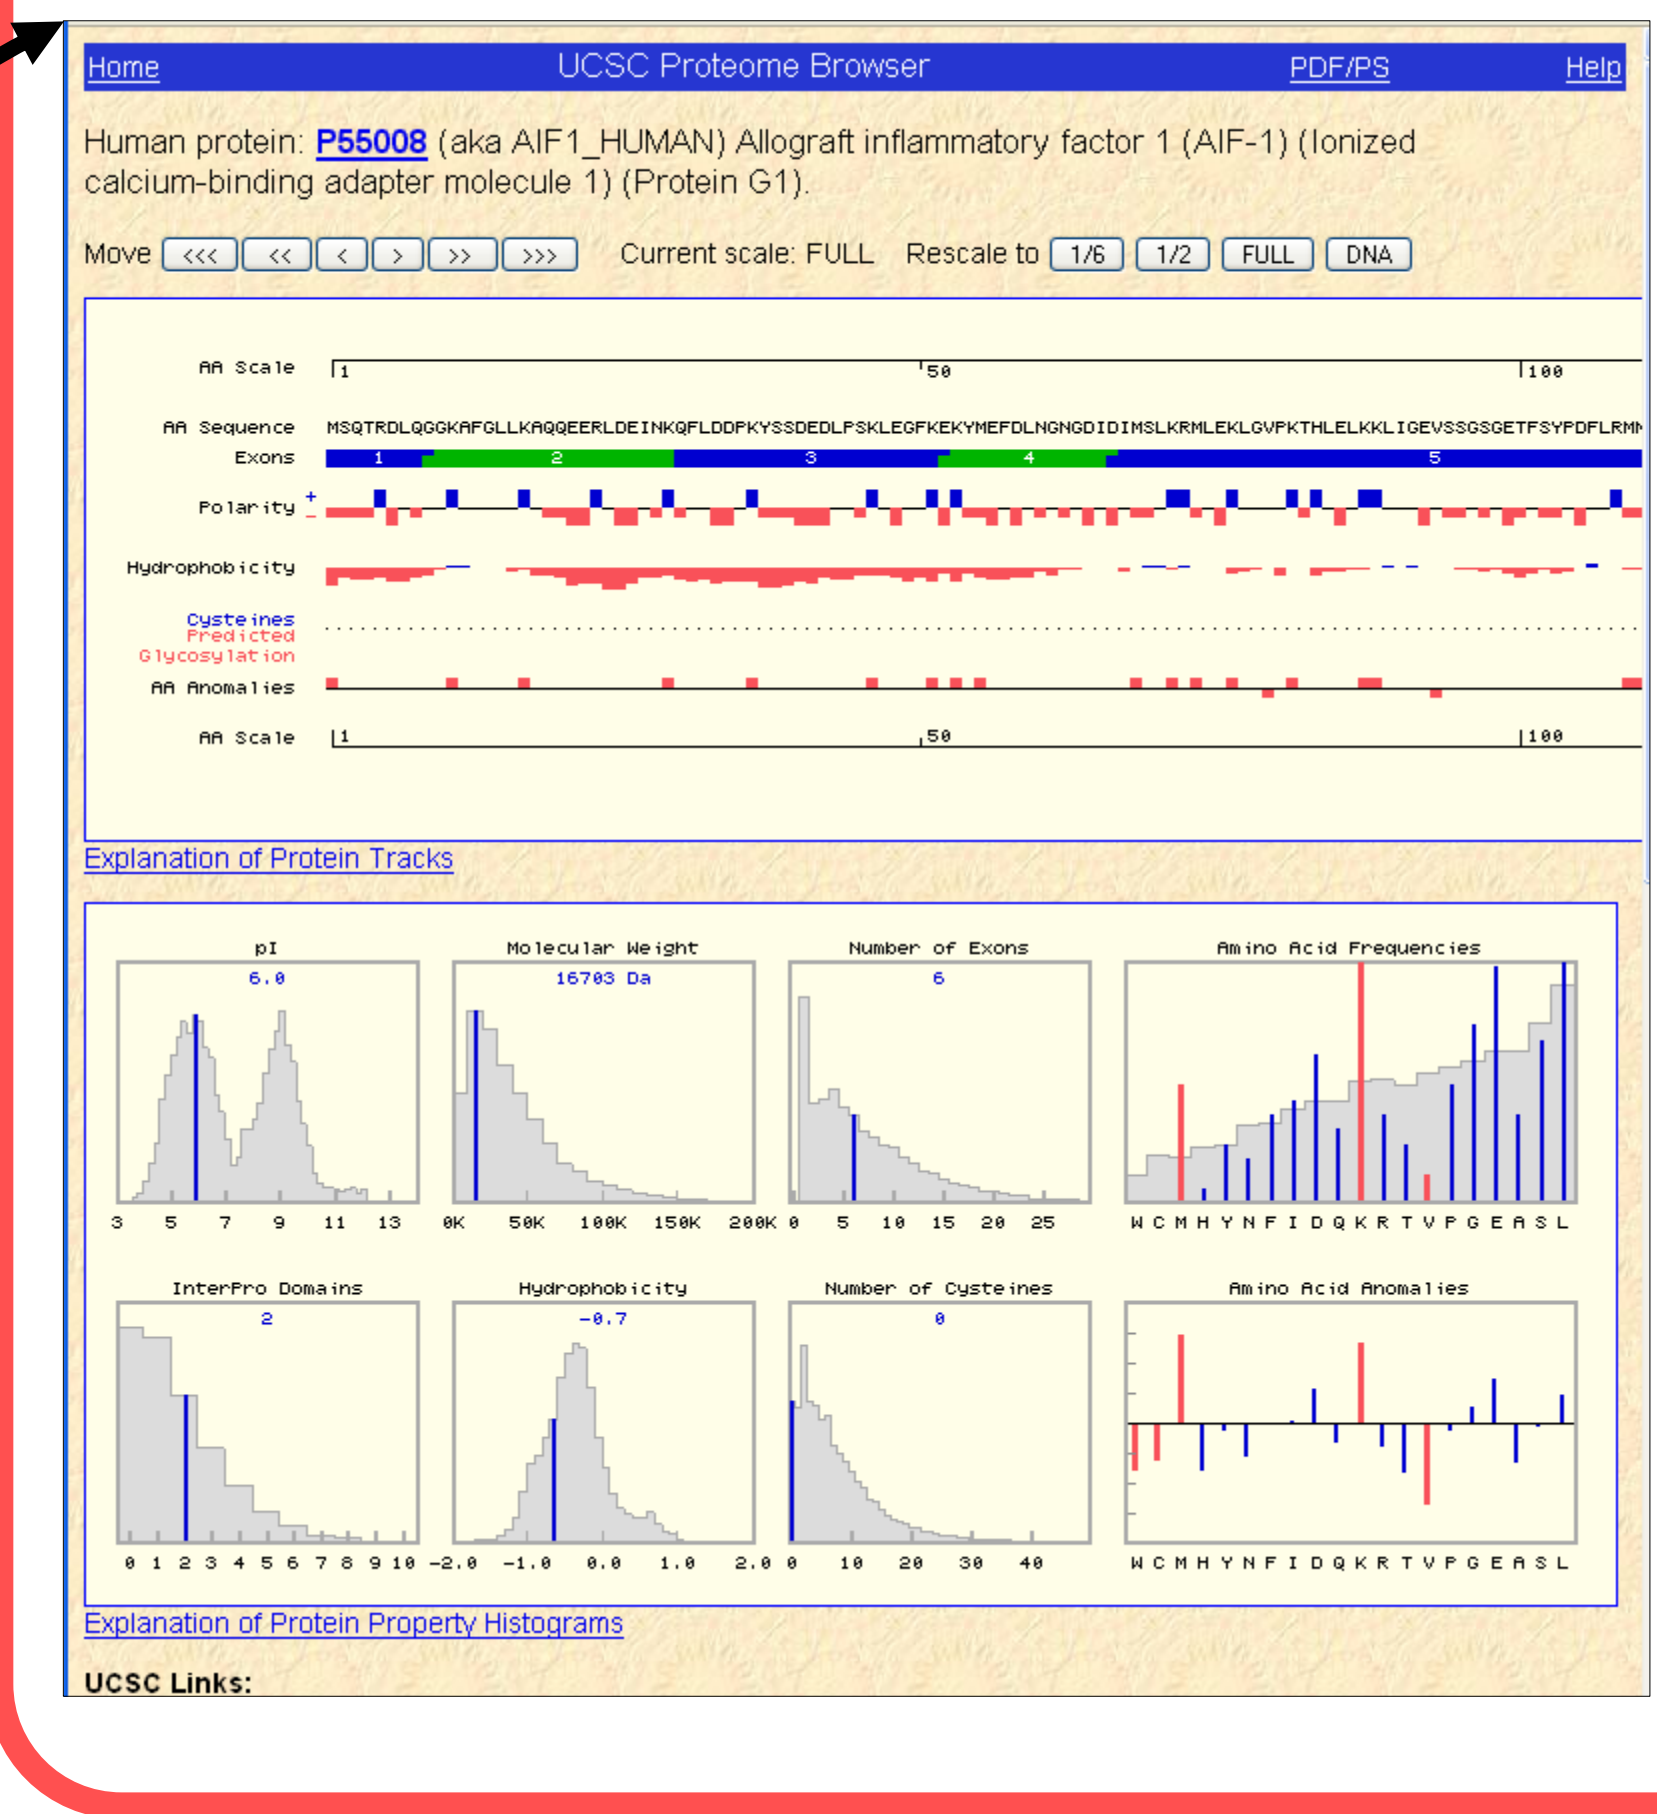 Home UCSC Proteome Browser PDF/PS Help
Human protein: P55008 (aka AIF1_HUMAN) Allograft inflammatory factor 1 (AIF-1) (Ionized
calcium-binding adapter molecule 1) (Protein G1).
Move <<< << < > >> >>> Current scale: FULL Rescale to 1/6 1/2 FULL DNA
AA Scale 1 50 100
AA Sequence MSQTRDLQGGKAFGLLKAQQEERLDEINKQFLDDPKYSSDEDLPSKLEGFKEKYMEFDLNGNGDIDIMSLKRMLEKLGVPKTHLELKKLIGEVSSGSGETFSYPDFLRM
Exons 1 2 3 4 5
Polarity + −
Hydrophobicity
Cysteines
Predicted
Glycosylation
AA Anomalies
AA Scale 1 50 100
Explanation of Protein Tracks
pI Molecular Weight Number of Exons Amino Acid Frequencies
6.0 16703 Da 6
3 5 7 9 11 13 0K 50K 100K 150K 200K 0 5 10 15 20 25 W C M H Y N F I D Q K R T V P G E A S L
InterPro Domains Hydrophobicity Number of Cysteines Amino Acid Anomalies
2 -0.7 0
0 1 2 3 4 5 6 7 8 9 10 -2.0 -1.0 0.0 1.0 2.0 0 10 20 30 40 W C M H Y N F I D Q K R T V P G E A S L
Explanation of Protein Property Histograms
UCSC Links: